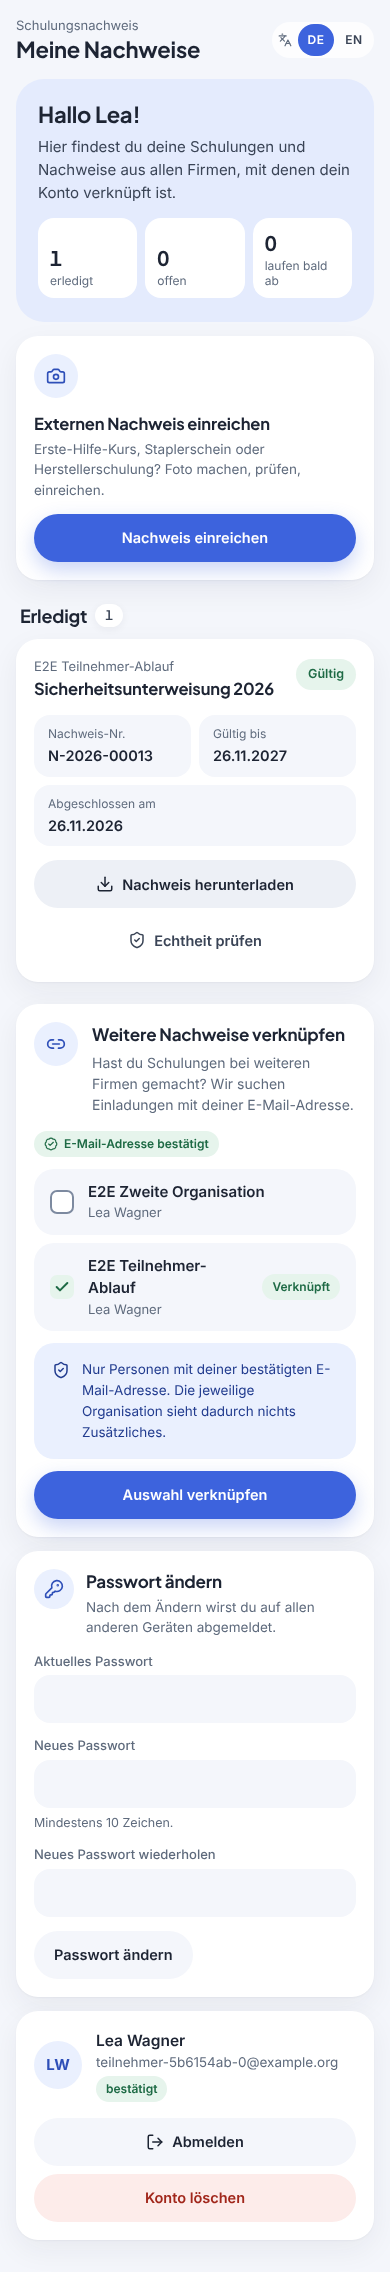 Schulungsnachweis
Meine Nachweise
DE
EN
Hallo Lea!
Hier findest du deine Schulungen und
Nachweise aus allen Firmen, mit denen dein
Konto verknüpft ist.
1
erledigt
0
offen
0
laufen bald
ab
Externen Nachweis einreichen
Erste-Hilfe-Kurs, Staplerschein oder
Herstellerschulung? Foto machen, prüfen,
einreichen.
Nachweis einreichen
Erledigt 1
E2E Teilnehmer-Ablauf
Sicherheitsunterweisung 2026
Gültig
Nachweis-Nr.
N-2026-00013
Gültig bis
26.11.2027
Abgeschlossen am
26.11.2026
Nachweis herunterladen
Echtheit prüfen
Weitere Nachweise verknüpfen
Hast du Schulungen bei weiteren
Firmen gemacht? Wir suchen
Einladungen mit deiner E-Mail-Adresse.
E-Mail-Adresse bestätigt
E2E Zweite Organisation
Lea Wagner
E2E Teilnehmer-
Ablauf
Lea Wagner
Verknüpft
Nur Personen mit deiner bestätigten E-
Mail-Adresse. Die jeweilige
Organisation sieht dadurch nichts
Zusätzliches.
Auswahl verknüpfen
Passwort ändern
Nach dem Ändern wirst du auf allen
anderen Geräten abgemeldet.
Aktuelles Passwort
Neues Passwort
Mindestens 10 Zeichen.
Neues Passwort wiederholen
Passwort ändern
LW
Lea Wagner
teilnehmer-5b6154ab-0@example.org
bestätigt
Abmelden
Konto löschen